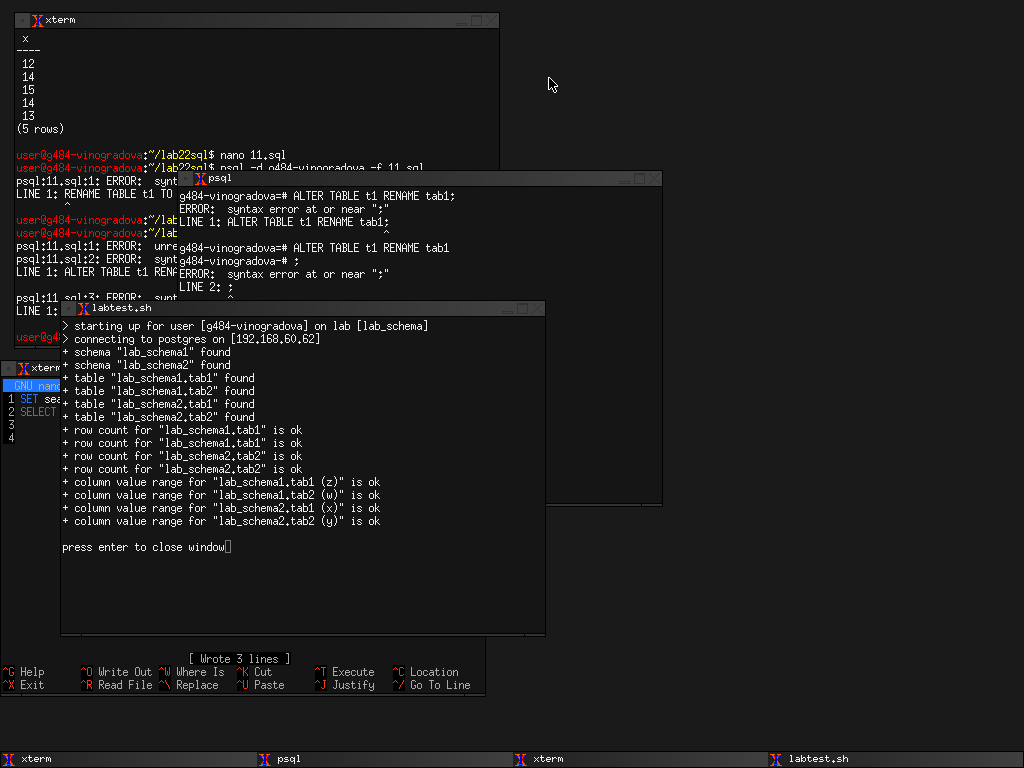 xterm
x
----
12
14
15
14
13
(5 rows)
user@g484-vinogradova:~/lab22sql$ nano 11.sql
user@g484-vinogradova:~/lab22sql$ psql -d g484-vinogradova -f 11.sql
psql:11.sql:1: ERROR: synt
LINE 1: RENAME TABLE t1 TO
^
user@g484-vinogradova:~/lab
user@g484-vinogradova:~/lab
psql:11.sql:1: ERROR: unre
psql:11.sql:2: ERROR: synt
LINE 1: ALTER TABLE t1 RENA
psql:11.sql:3: ERROR: synt
LINE 1:
user@g4
psql
g484-vinogradova=# ALTER TABLE t1 RENAME tab1;
ERROR: syntax error at or near ";"
LINE 1: ALTER TABLE t1 RENAME tab1;
^
g484-vinogradova=# ALTER TABLE t1 RENAME tab1
g484-vinogradova-# ;
ERROR: syntax error at or near ";"
LINE 2: ;
^
labtest.sh
> starting up for user [g484-vinogradova] on lab [lab_schema]
> connecting to postgres on [192.168.60.62]
+ schema "lab_schema1" found
+ schema "lab_schema2" found
+ table "lab_schema1.tab1" found
+ table "lab_schema1.tab2" found
+ table "lab_schema2.tab1" found
+ table "lab_schema2.tab2" found
+ row count for "lab_schema1.tab1" is ok
+ row count for "lab_schema1.tab1" is ok
+ row count for "lab_schema2.tab2" is ok
+ row count for "lab_schema2.tab2" is ok
+ column value range for "lab_schema1.tab1 (z)" is ok
+ column value range for "lab_schema1.tab2 (w)" is ok
+ column value range for "lab_schema2.tab1 (x)" is ok
+ column value range for "lab_schema2.tab2 (y)" is ok
press enter to close window
xterm
GNU nano
1 SET sea
2 SELECT
3
4
[ Wrote 3 lines ]
^G Help ^O Write Out ^W Where Is ^K Cut ^T Execute ^C Location
^X Exit ^R Read File ^\ Replace ^U Paste ^J Justify ^/ Go To Line
xterm psql xterm labtest.sh